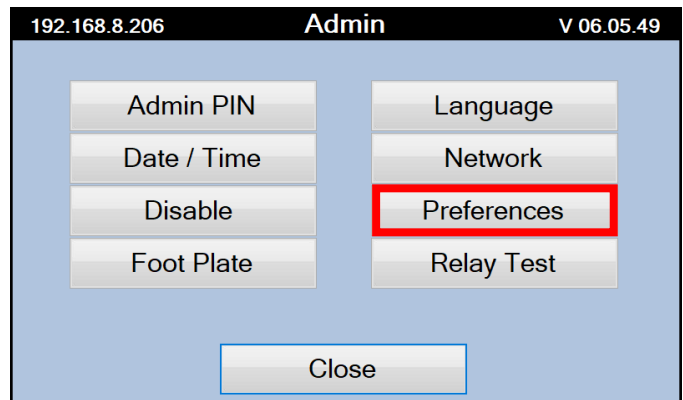 192.168.8.206 Admin V 06.05.49
Admin PIN Language
Date / Time Network
Disable Preferences
Foot Plate Relay Test
Close